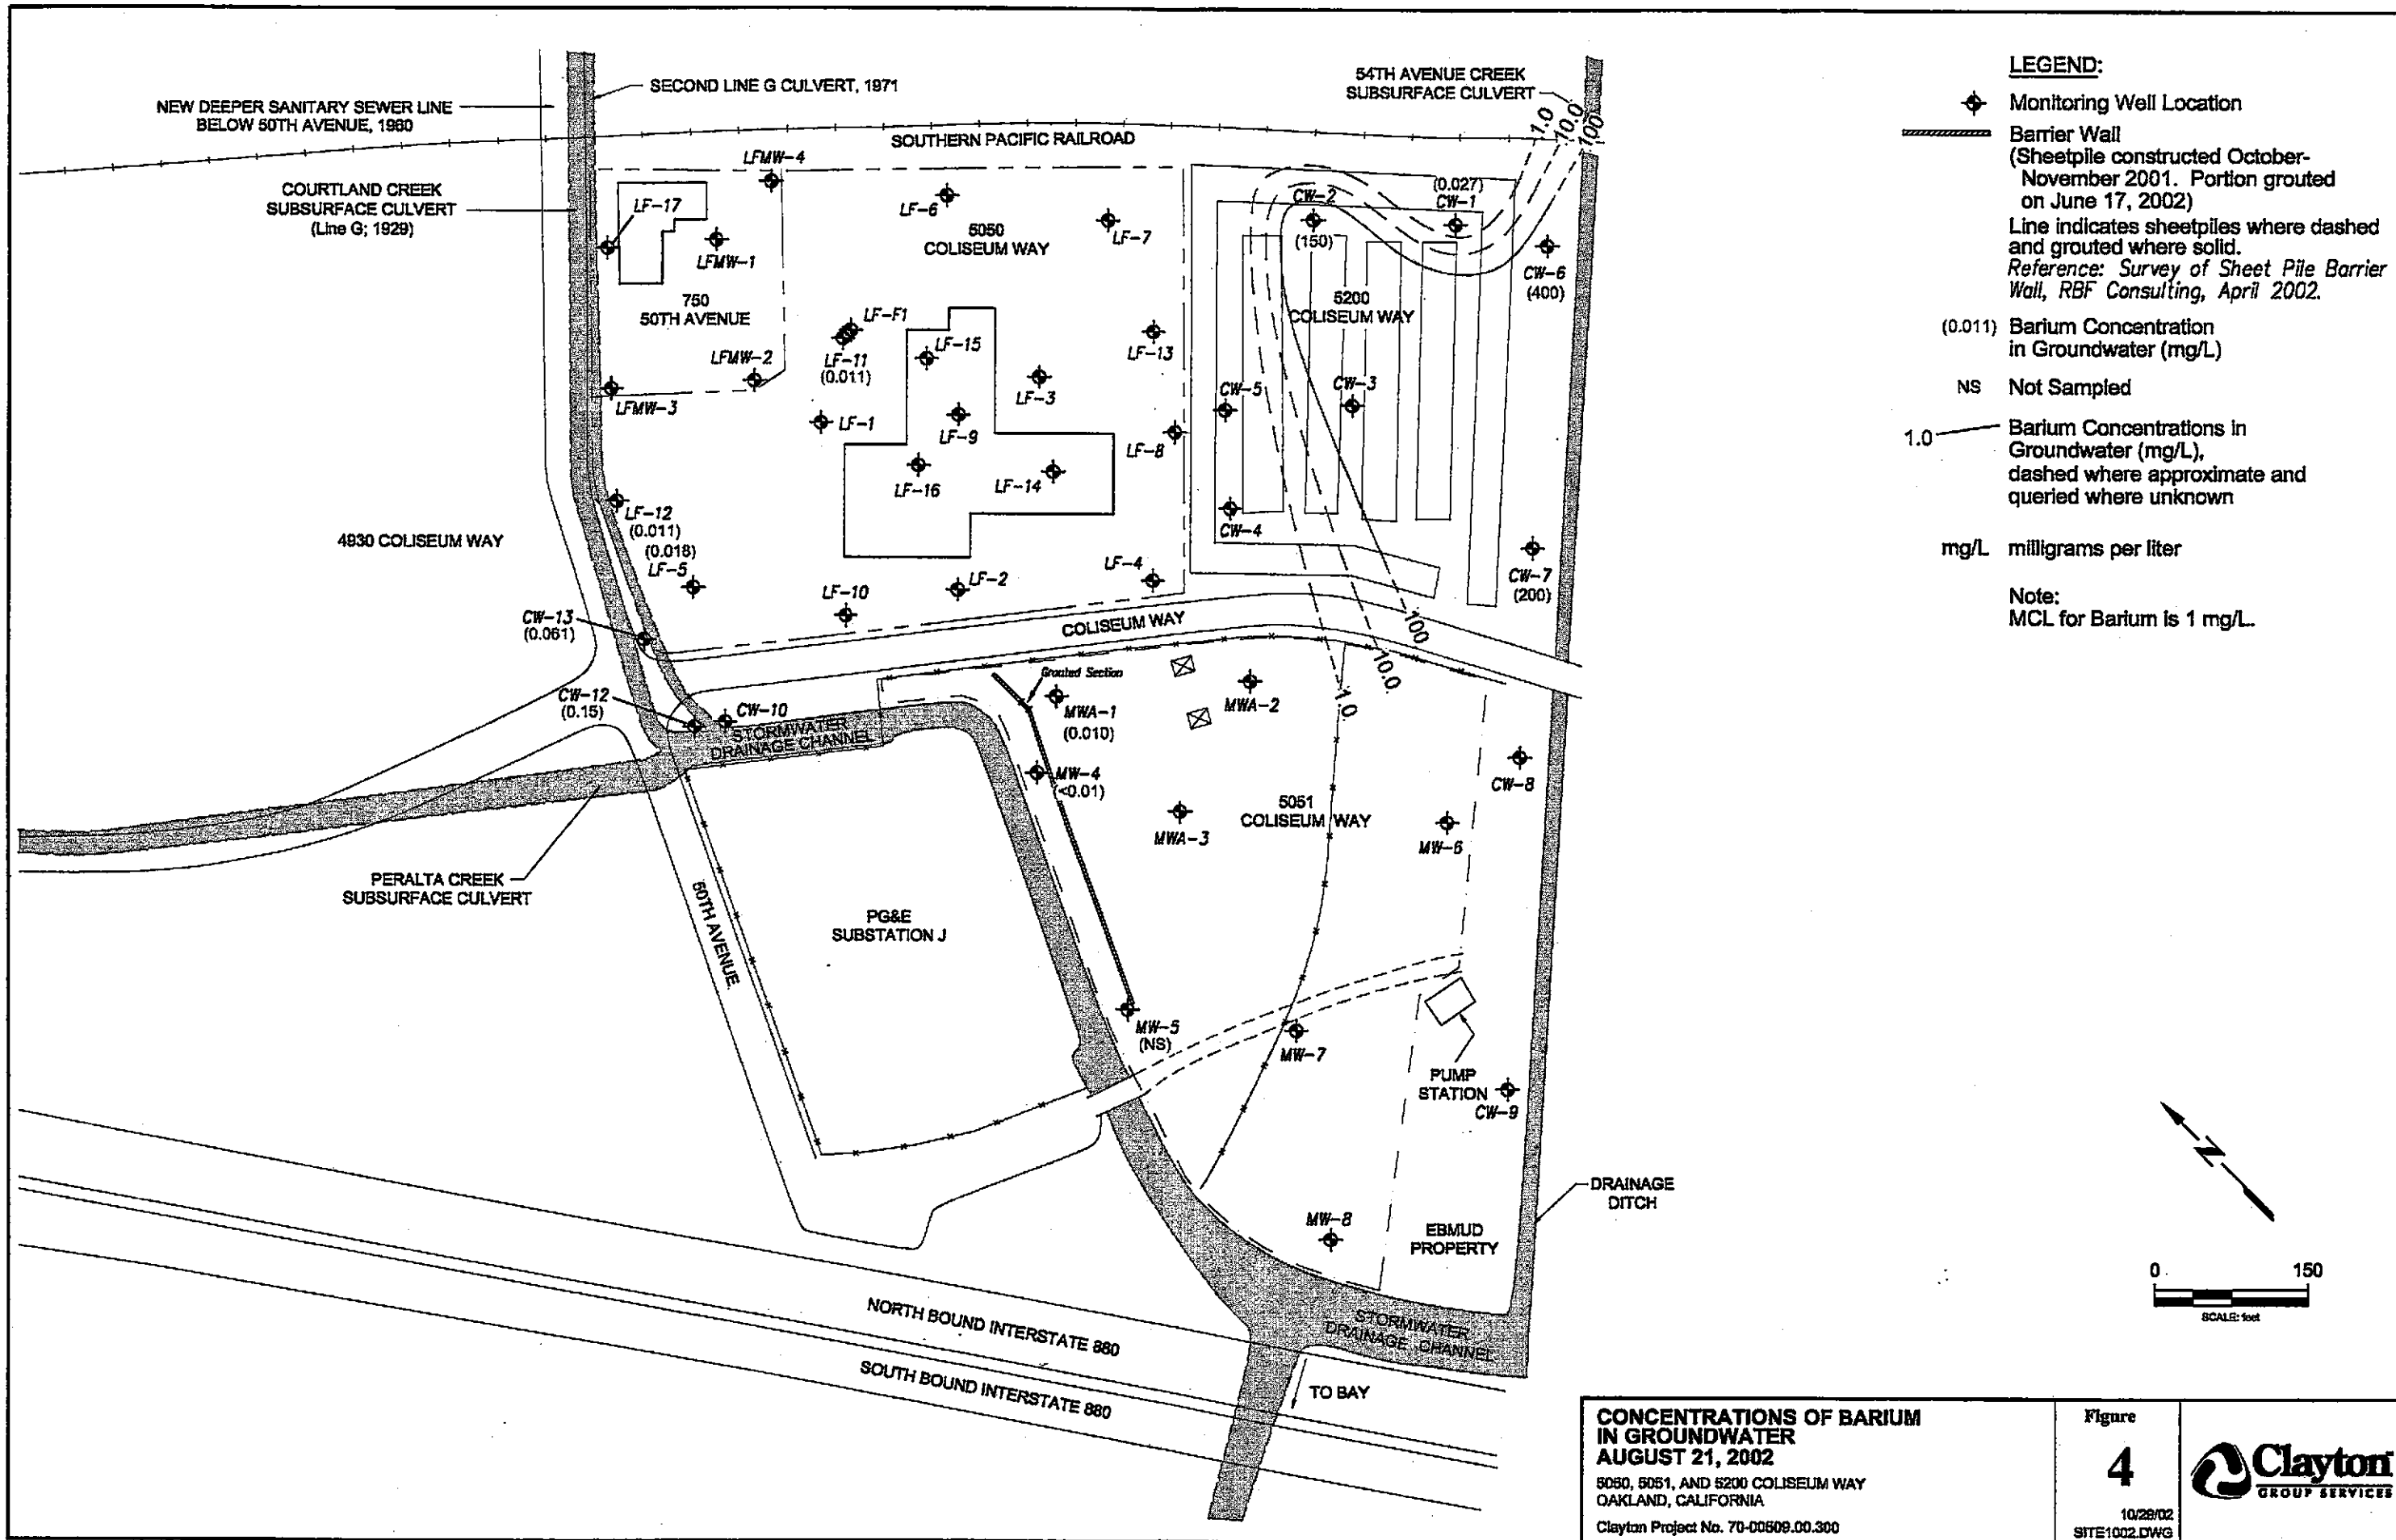 SECOND LINE G CULVERT, 1971
NEW DEEPER SANITARY SEWER LINE
BELOW 50TH AVENUE, 1960
54TH AVENUE CREEK
SUBSURFACE CULVERT
1.0
10.0
100
SOUTHERN PACIFIC RAILROAD
COURTLAND CREEK
SUBSURFACE CULVERT
(Line G; 1929)
LFMW-4
LF-17
LFMW-1
750
50TH AVENUE
LFMW-2
LFMW-3
LF-6
5050
COLISEUM WAY
LF-7
LF-F1
LF-11
(0.011)
LF-15
LF-3
LF-13
LF-1
LF-9
LF-8
LF-16
LF-14
CW-2
(150)
(0.027)
CW-1
CW-6
(400)
5200
COLISEUM WAY
CW-5
CW-3
CW-4
CW-7
(200)
LF-12
(0.011)
(0.018)
LF-5
4930 COLISEUM WAY
LF-10
LF-2
LF-4
CW-13
(0.061)
COLISEUM WAY
100
10.0
1.0
CW-12
(0.15)
CW-10
STORMWATER
DRAINAGE CHANNEL
Grouted Section
MWA-1
(0.010)
MWA-2
MW-4
(<0.01)
MWA-3
5051
COLISEUM WAY
CW-8
MW-6
PERALTA CREEK
SUBSURFACE CULVERT
50TH AVENUE
PG&E
SUBSTATION J
MW-5
(NS)
MW-7
PUMP
STATION
CW-9
DRAINAGE
DITCH
MW-8
EBMUD
PROPERTY
STORMWATER
DRAINAGE CHANNEL
NORTH BOUND INTERSTATE 880
SOUTH BOUND INTERSTATE 880
TO BAY
LEGEND:
Monitoring Well Location
Barrier Wall
(Sheetpile constructed October-
November 2001. Portion grouted
on June 17, 2002)
Line indicates sheetpiles where dashed
and grouted where solid.
Reference: Survey of Sheet Pile Barrier
Wall, RBF Consulting, April 2002.
(0.011) Barium Concentration
in Groundwater (mg/L)
NS Not Sampled
1.0 Barium Concentrations in
Groundwater (mg/L),
dashed where approximate and
queried where unknown
mg/L milligrams per liter
Note:
MCL for Barium is 1 mg/L.
N
0 150
SCALE: feet
CONCENTRATIONS OF BARIUM
IN GROUNDWATER
AUGUST 21, 2002
5050, 5051, AND 5200 COLISEUM WAY
OAKLAND, CALIFORNIA
Clayton Project No. 70-00509.00.300
Figure
4
10/29/02
SITE1002.DWG
Clayton
GROUP SERVICES